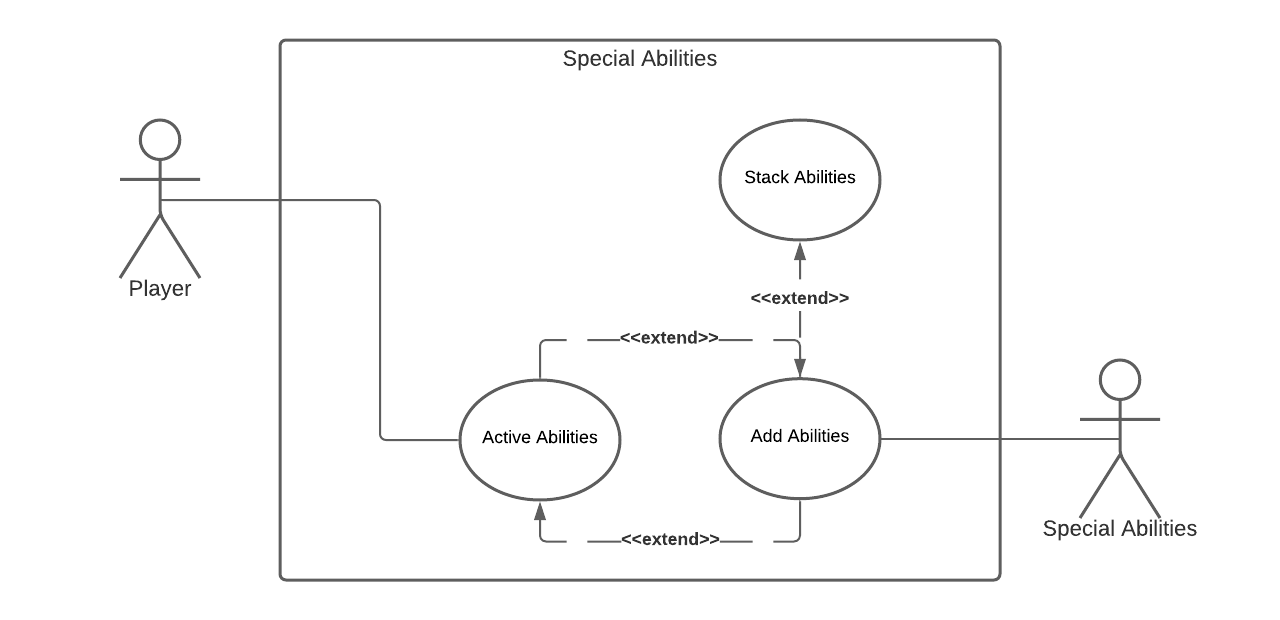 Special Abilities
Stack Abilities
Player
<<extend>>
<<extend>>
Active Abilities
Add Abilities
Special Abilities
<<extend>>